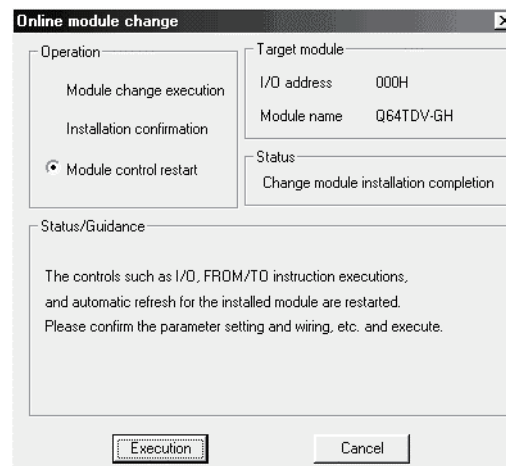 Online module change
Operation
Module change execution
Installation confirmation
Module control restart
Target module
I/O address 000H
Module name Q64TDV-GH
Status
Change module installation completion
Status/Guidance
The controls such as I/O, FROM/TO instruction executions,
and automatic refresh for the installed module are restarted.
Please confirm the parameter setting and wiring, etc. and execute.
Execution Cancel